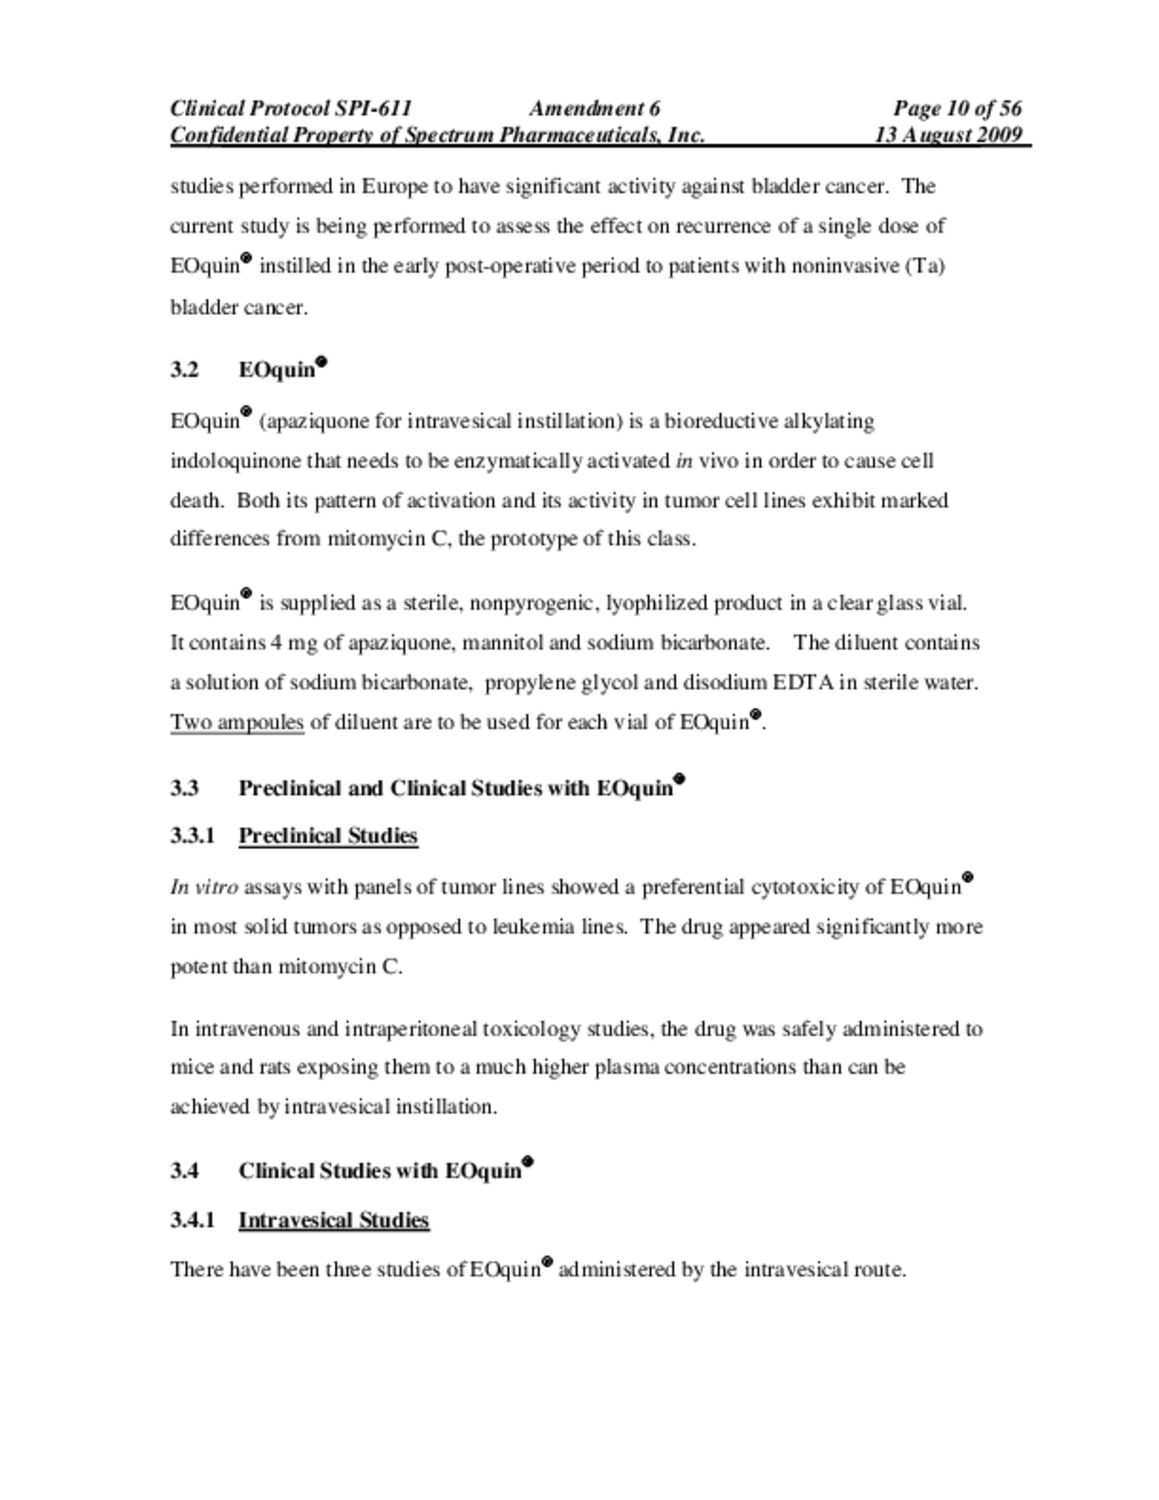 Clinical Protocol SPI-611 Amendment 6 Page 10 of 56
Confidential Property of Spectrum Pharmaceuticals, Inc. 13 August 2009
studies performed in Europe to have significant activity against bladder cancer. The
current study is being performed to assess the effect on recurrence of a single dose of
EOquin® instilled in the early post-operative period to patients with noninvasive (Ta)
bladder cancer.
3.2 EOquin®
EOquin® (apaziquone for intravesical instillation) is a bioreductive alkylating
indoloquinone that needs to be enzymatically activated in vivo in order to cause cell
death. Both its pattern of activation and its activity in tumor cell lines exhibit marked
differences from mitomycin C, the prototype of this class.
EOquin® is supplied as a sterile, nonpyrogenic, lyophilized product in a clear glass vial.
It contains 4 mg of apaziquone, mannitol and sodium bicarbonate. The diluent contains
a solution of sodium bicarbonate, propylene glycol and disodium EDTA in sterile water.
Two ampoules of diluent are to be used for each vial of EOquin®.
3.3 Preclinical and Clinical Studies with EOquin®
3.3.1 Preclinical Studies
In vitro assays with panels of tumor lines showed a preferential cytotoxicity of EOquin®
in most solid tumors as opposed to leukemia lines. The drug appeared significantly more
potent than mitomycin C.
In intravenous and intraperitoneal toxicology studies, the drug was safely administered to
mice and rats exposing them to a much higher plasma concentrations than can be
achieved by intravesical instillation.
3.4 Clinical Studies with EOquin®
3.4.1 Intravesical Studies
There have been three studies of EOquin® administered by the intravesical route.